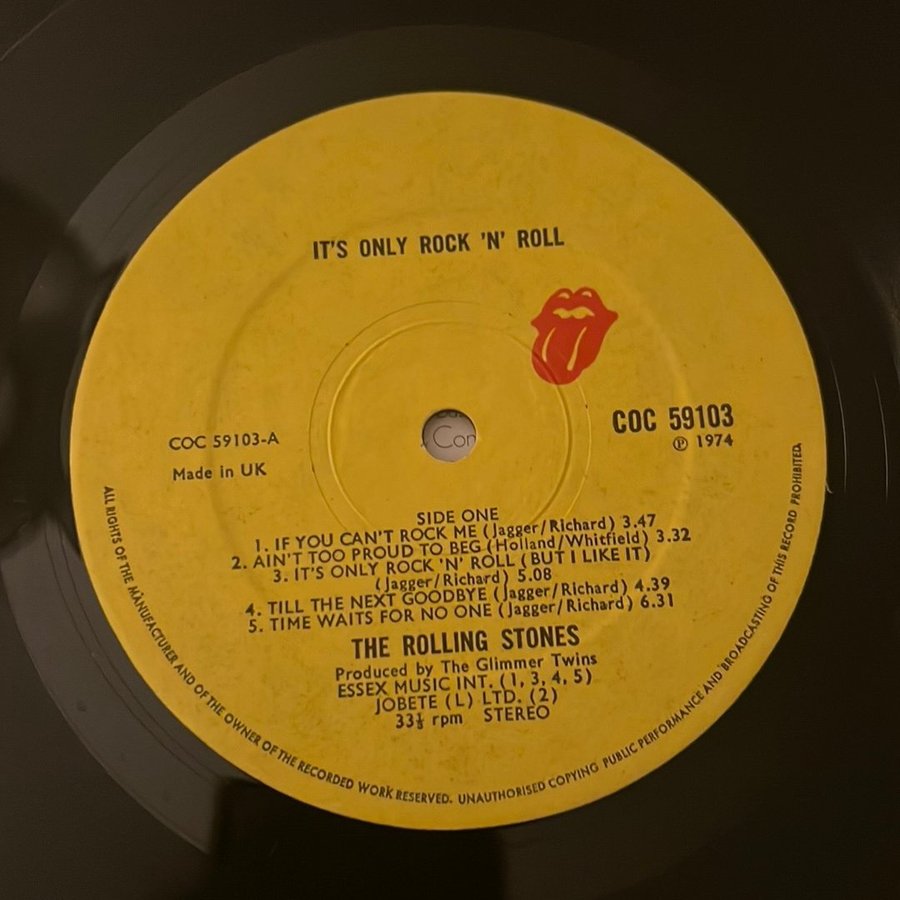 IT'S ONLY ROCK 'N' ROLL
COC 59103
Ⓟ 1974
COC 59103-A
Made in UK
Con
SIDE ONE
1. IF YOU CAN'T ROCK ME (Jagger/Richard) 3.47
2. AIN'T TOO PROUD TO BEG (Holland/Whitfield) 3.32
3. IT'S ONLY ROCK 'N' ROLL (BUT I LIKE IT)
(Jagger/Richard) 5.08
4. TILL THE NEXT GOODBYE (Jagger/Richard) 4.39
5. TIME WAITS FOR NO ONE (Jagger/Richard) 6.31
THE ROLLING STONES
Produced by The Glimmer Twins
ESSEX MUSIC INT. (1, 3, 4, 5)
JOBETE (L) LTD. (2)
33⅓ rpm STEREO
ALL RIGHTS OF THE MANUFACTURER AND OF THE OWNER OF THE RECORDED WORK RESERVED. UNAUTHORISED COPYING PUBLIC PERFORMANCE AND BROADCASTING OF THIS RECORD PROHIBITED.